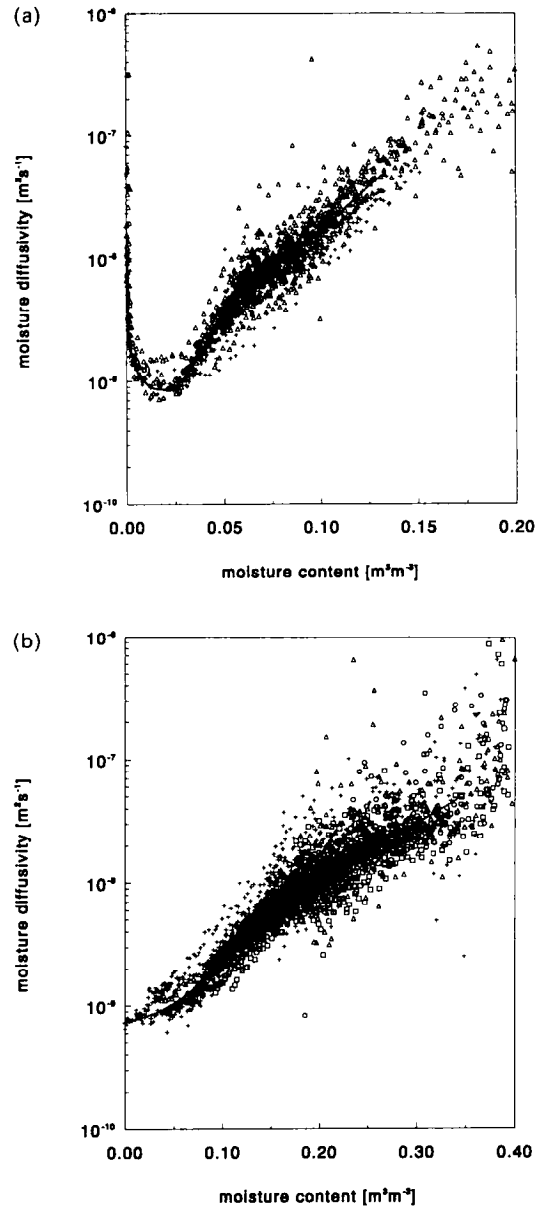 (a)
10⁻⁶
10⁻⁷
10⁻⁸
10⁻⁹
10⁻¹⁰
moisture diffusivity [m²s⁻¹]
0.00 0.05 0.10 0.15 0.20
moisture content [m³m⁻³]
(b)
10⁻⁶
10⁻⁷
10⁻⁸
10⁻⁹
10⁻¹⁰
moisture diffusivity [m²s⁻¹]
0.00 0.10 0.20 0.30 0.40
moisture content [m³m⁻³]